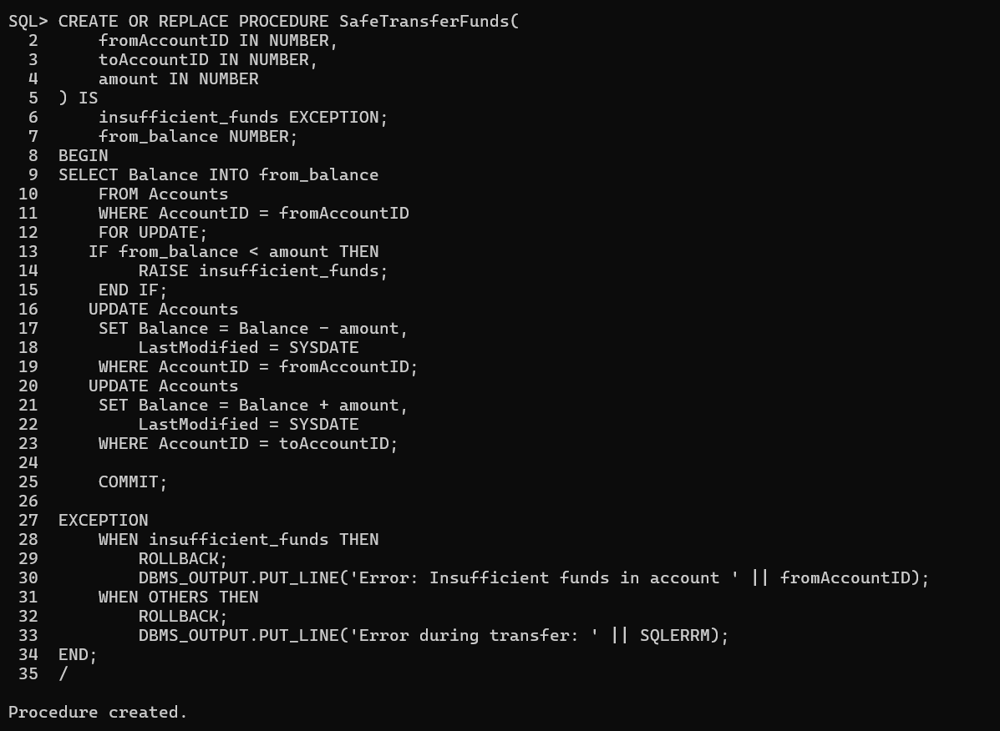 SQL> CREATE OR REPLACE PROCEDURE SafeTransferFunds(
  2      fromAccountID IN NUMBER,
  3      toAccountID IN NUMBER,
  4      amount IN NUMBER
  5  ) IS
  6      insufficient_funds EXCEPTION;
  7      from_balance NUMBER;
  8  BEGIN
  9  SELECT Balance INTO from_balance
 10      FROM Accounts
 11      WHERE AccountID = fromAccountID
 12      FOR UPDATE;
 13     IF from_balance < amount THEN
 14          RAISE insufficient_funds;
 15      END IF;
 16     UPDATE Accounts
 17      SET Balance = Balance - amount,
 18          LastModified = SYSDATE
 19      WHERE AccountID = fromAccountID;
 20     UPDATE Accounts
 21      SET Balance = Balance + amount,
 22          LastModified = SYSDATE
 23      WHERE AccountID = toAccountID;
 24
 25      COMMIT;
 26
 27  EXCEPTION
 28      WHEN insufficient_funds THEN
 29          ROLLBACK;
 30          DBMS_OUTPUT.PUT_LINE('Error: Insufficient funds in account ' || fromAccountID);
 31      WHEN OTHERS THEN
 32          ROLLBACK;
 33          DBMS_OUTPUT.PUT_LINE('Error during transfer: ' || SQLERRM);
 34  END;
 35  /
Procedure created.